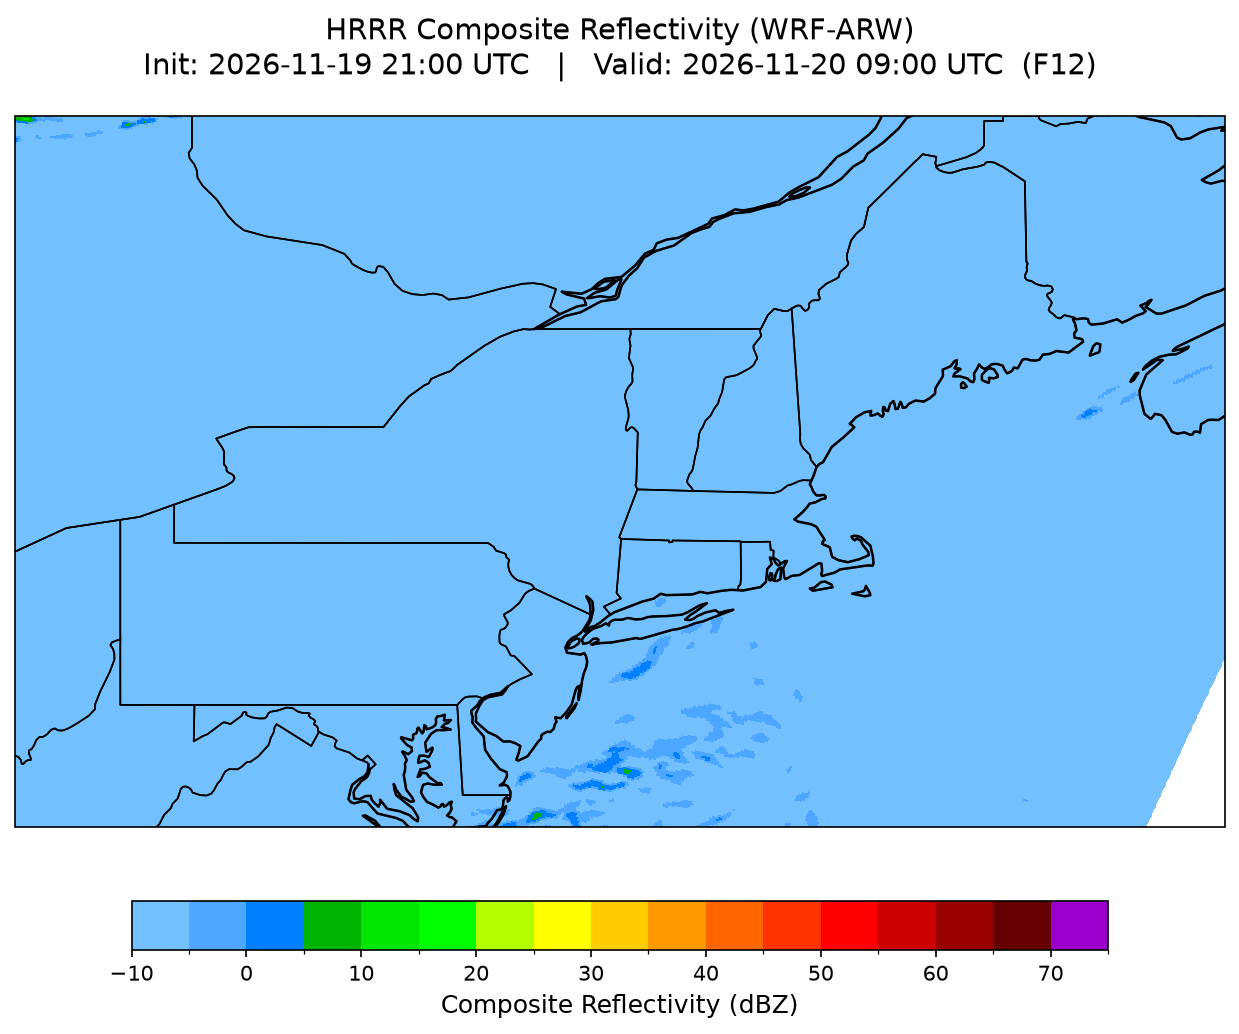 HRRR Composite Reflectivity (WRF-ARW)
Init: 2026-11-19 21:00 UTC   |   Valid: 2026-11-20 09:00 UTC  (F12)
−10 0 10 20 30 40 50 60 70
Composite Reflectivity (dBZ)